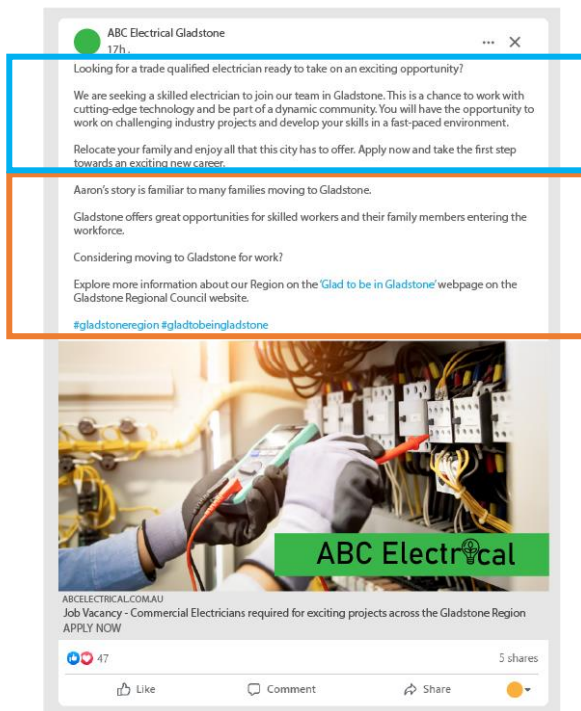 ABC Electrical Gladstone
17h .
Looking for a trade qualified electrician ready to take on an exciting opportunity?
We are seeking a skilled electrician to join our team in Gladstone. This is a chance to work with
cutting-edge technology and be part of a dynamic community. You will have the opportunity to
work on challenging industry projects and develop your skills in a fast-paced environment.
Relocate your family and enjoy all that this city has to offer. Apply now and take the first step
towards an exciting new career.
Aaron's story is familiar to many families moving to Gladstone.
Gladstone offers great opportunities for skilled workers and their family members entering the
workforce.
Considering moving to Gladstone for work?
Explore more information about our Region on the 'Glad to be in Gladstone' webpage on the
Gladstone Regional Council website.
#gladstoneregion #gladtobeingladstone
ABC Electrical
ABCELECTRICAL.COM.AU
Job Vacancy - Commercial Electricians required for exciting projects across the Gladstone Region
APPLY NOW
47
5 shares
Like
Comment
Share